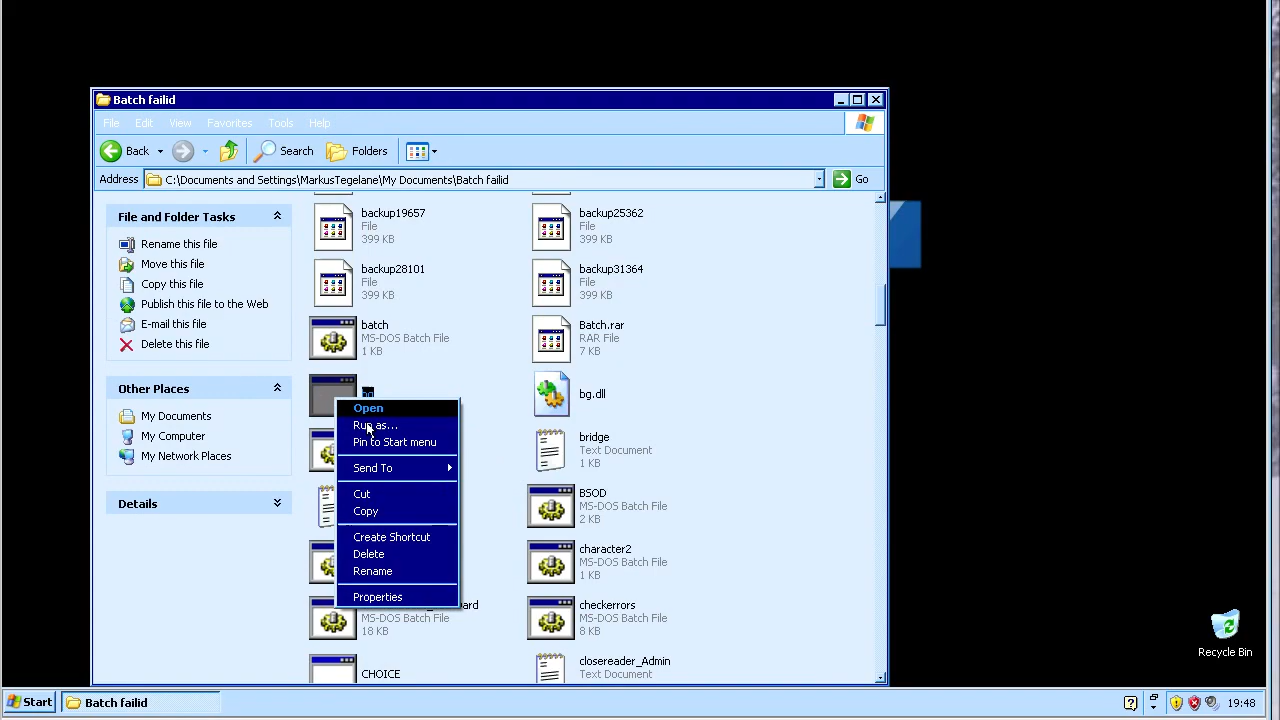 Batch failid
File Edit View Favorites Tools Help
Back Search Folders
Address C:\Documents and Settings\MarkusTegelane\My Documents\Batch failid Go
File and Folder Tasks
Rename this file
Move this file
Copy this file
Publish this file to the Web
E-mail this file
Delete this file
Other Places
My Documents
My Computer
My Network Places
Details
backup19657
File
399 KB
backup25362
File
399 KB
backup28101
File
399 KB
backup31364
File
399 KB
batch
MS-DOS Batch File
1 KB
Batch.rar
RAR File
7 KB
bg.dll
bridge
Text Document
1 KB
BSOD
MS-DOS Batch File
2 KB
character2
MS-DOS Batch File
1 KB
MS-DOS Batch File
18 KB
checkerrors
MS-DOS Batch File
8 KB
CHOICE
closereader_Admin
Text Document
Open
Run as...
Pin to Start menu
Send To
Cut
Copy
Create Shortcut
Delete
Rename
Properties
Recycle Bin
Start Batch failid 19:48